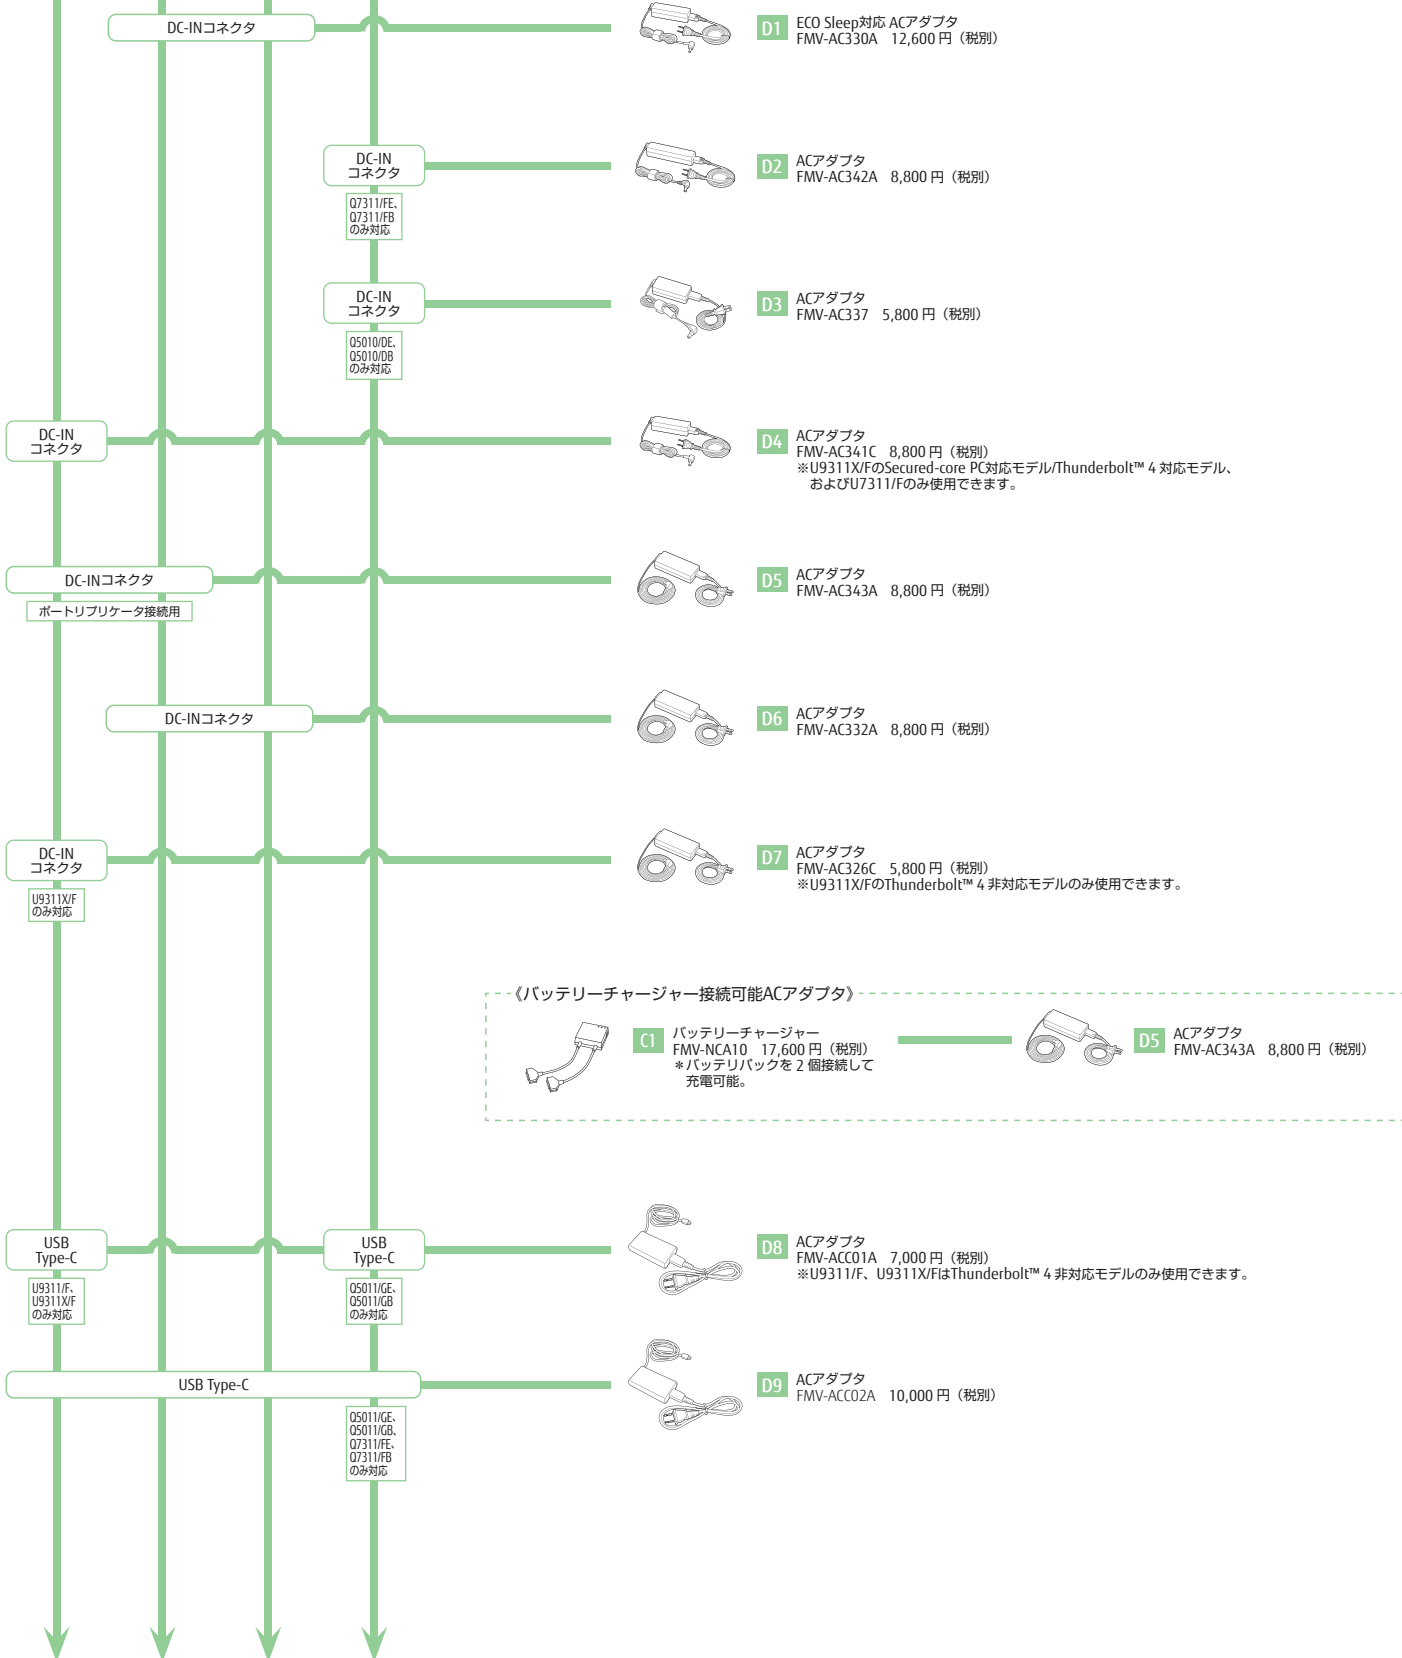 DC-INコネクタ
D1
ECO Sleep対応 ACアダプタ
FMV-AC330A 12,600 円（税別）
DC-IN
コネクタ
Q7311/FE、
Q7311/FB
のみ対応
D2
ACアダプタ
FMV-AC342A 8,800 円（税別）
DC-IN
コネクタ
Q5010/DE、
Q5010/DB
のみ対応
D3
ACアダプタ
FMV-AC337 5,800 円（税別）
DC-IN
コネクタ
D4
ACアダプタ
FMV-AC341C 8,800 円（税別）
※U9311X/FのSecured-core PC対応モデル/Thunderbolt™ 4 対応モデル、
およびU7311/Fのみ使用できます。
DC-INコネクタ
ポートリプリケータ接続用
D5
ACアダプタ
FMV-AC343A 8,800 円（税別）
DC-INコネクタ
D6
ACアダプタ
FMV-AC332A 8,800 円（税別）
DC-IN
コネクタ
U9311X/F
のみ対応
D7
ACアダプタ
FMV-AC326C 5,800 円（税別）
※U9311X/FのThunderbolt™ 4 非対応モデルのみ使用できます。
《バッテリーチャージャー接続可能ACアダプタ》
C1
バッテリーチャージャー
FMV-NCA10 17,600 円（税別）
＊バッテリパックを 2 個接続して
充電可能。
D5
ACアダプタ
FMV-AC343A 8,800 円（税別）
USB
Type-C
U9311/F、
U9311X/F
のみ対応
USB
Type-C
Q5011/GE、
Q5011/GB
のみ対応
D8
ACアダプタ
FMV-ACC01A 7,000 円（税別）
※U9311/F、U9311X/FはThunderbolt™ 4 非対応モデルのみ使用できます。
USB Type-C
Q5011/GE、
Q5011/GB、
Q7311/FE、
Q7311/FB
のみ対応
D9
ACアダプタ
FMV-ACC02A 10,000 円（税別）